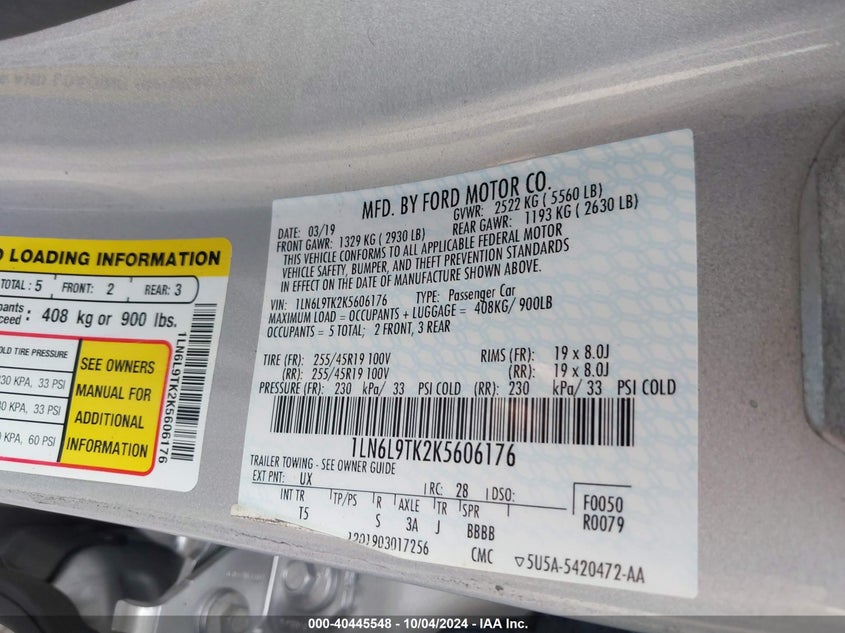 LOADING INFORMATION
TOTAL : 5 FRONT: 2 REAR: 3
408 kg or 900 lbs.
TIRE PRESSURE
KPA, 33 PSI
KPA, 33 PSI
KPA, 60 PSI
SEE OWNERS
MANUAL FOR
ADDITIONAL
INFORMATION
1LN6L9TK2K5606176
MFD. BY FORD MOTOR CO.
DATE: 03/19 GVWR: 2522 KG ( 5560 LB)
FRONT GAWR: 1329 KG ( 2930 LB) REAR GAWR: 1193 KG ( 2630 LB)
THIS VEHICLE CONFORMS TO ALL APPLICABLE FEDERAL MOTOR
VEHICLE SAFETY, BUMPER, AND THEFT PREVENTION STANDARDS
IN EFFECT ON THE DATE OF MANUFACTURE SHOWN ABOVE.
VIN: 1LN6L9TK2K5606176 TYPE: Passenger Car
MAXIMUM LOAD = OCCUPANTS + LUGGAGE = 408KG/ 900LB
OCCUPANTS = 5 TOTAL; 2 FRONT, 3 REAR
TIRE (FR): 255/45R19 100V RIMS (FR): 19 x 8.0J
(RR): 255/45R19 100V (RR): 19 x 8.0J
PRESSURE (FR): 230 kPa/ 33 PSI COLD (RR): 230 kPa/ 33 PSI COLD
1LN6L9TK2K5606176
TRAILER TOWING - SEE OWNER GUIDE
EXT PNT: UX RC: 28 DSO: F0050
INT TR TP/PS R AXLE TR SPR R0079
T5 S 3A J BBBB
1201903017256 CMC ▽5U5A-5420472-AA
000-40445548 - 10/04/2024 - IAA Inc.